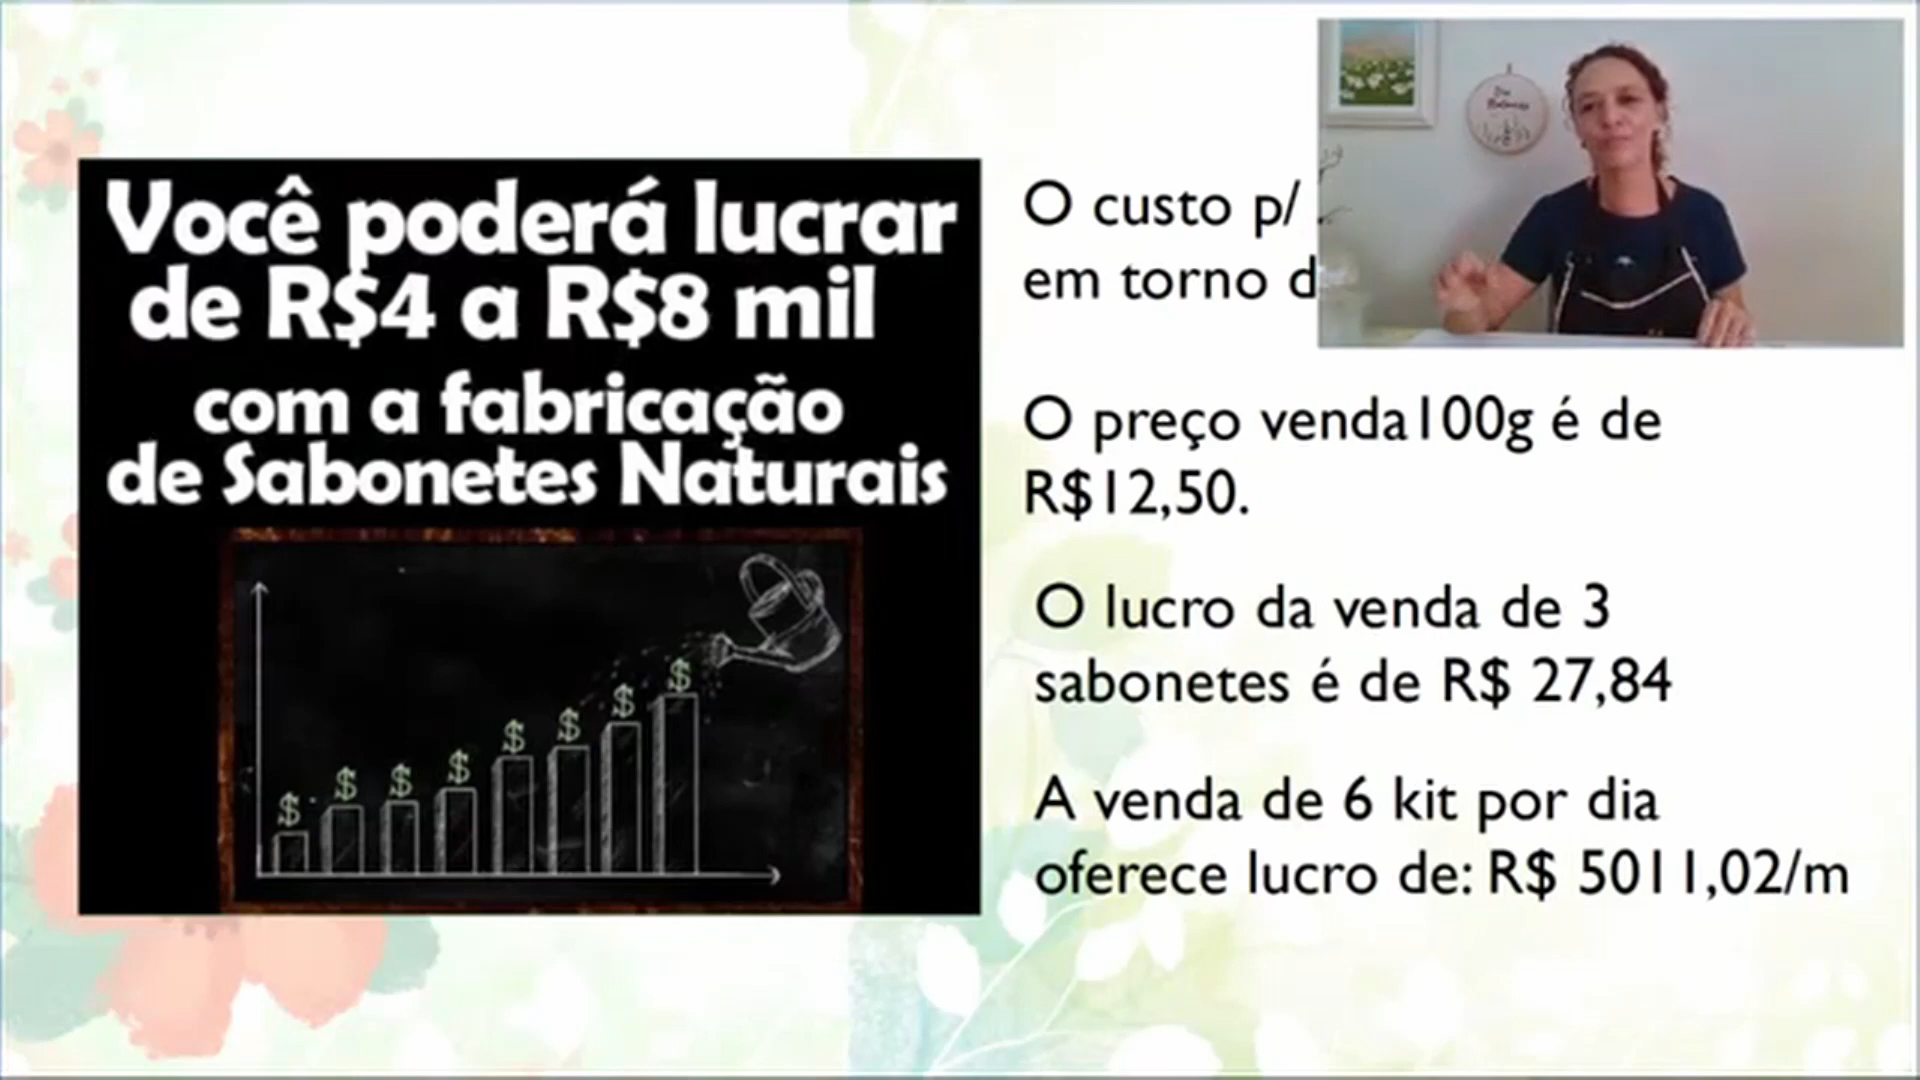 Você poderá lucrar
de R$4 a R$8 mil
com a fabricação
de Sabonetes Naturais
$ $ $ $ $ $ $ $
O custo p/
em torno d
O preço venda100g é de
R$12,50.
O lucro da venda de 3
sabonetes é de R$ 27,84
A venda de 6 kit por dia
oferece lucro de: R$ 5011,02/m